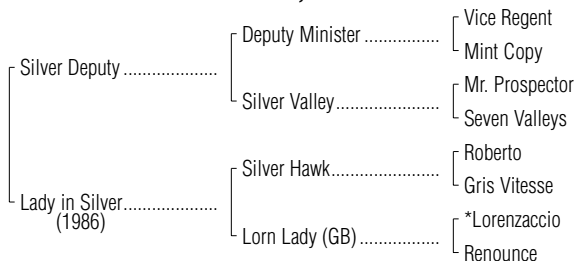 Vice Regent
Deputy Minister ................
Mint Copy
Silver Deputy ....................
Mr. Prospector
Silver Valley......................
Seven Valleys
Roberto
Silver Hawk.......................
Gris Vitesse
Lady in Silver....................
(1986)
*Lorenzaccio
Lorn Lady (GB) .................
Renounce